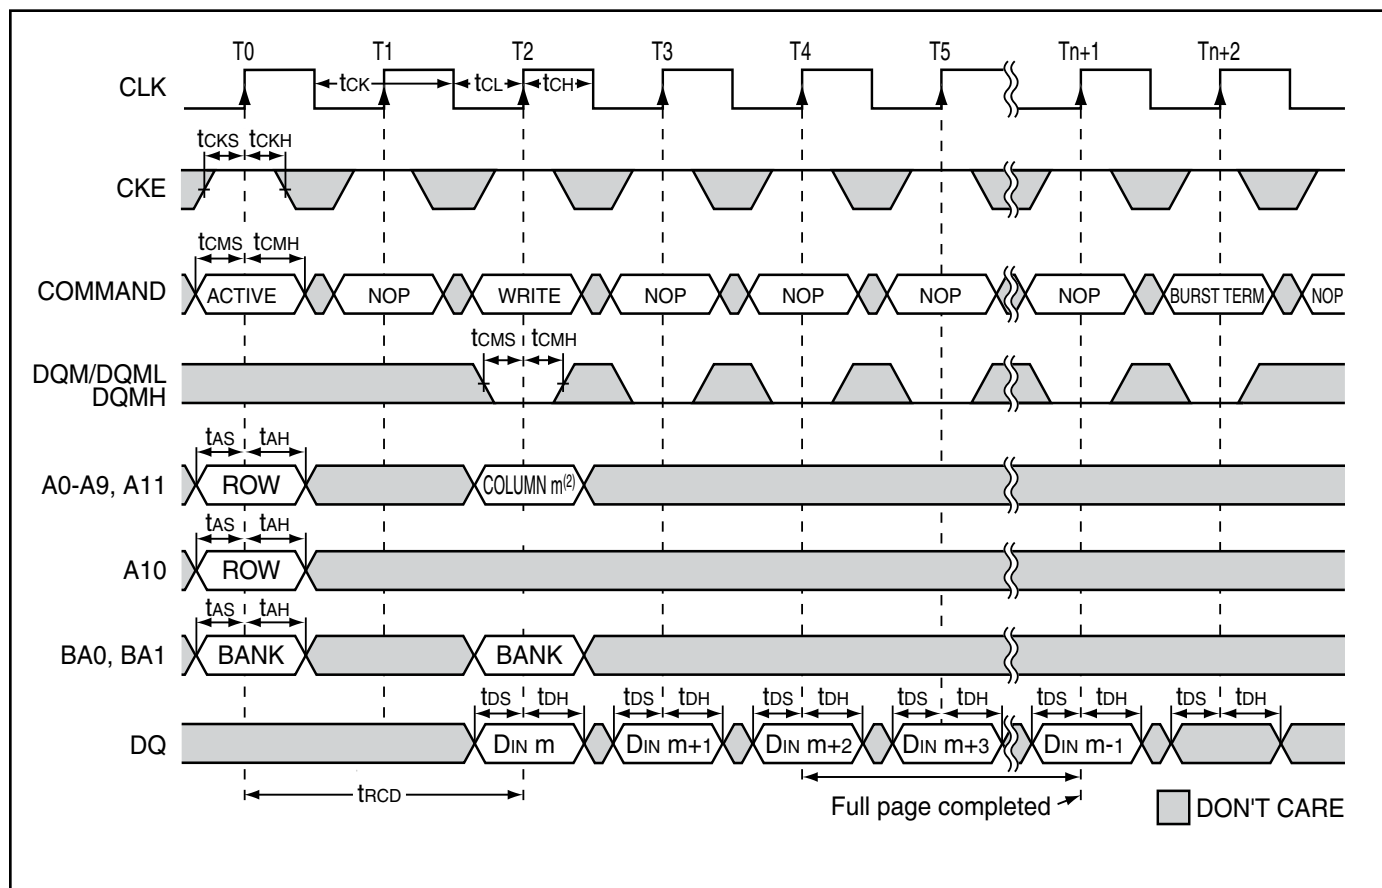 T0 T1 T2 T3 T4 T5 Tn+1 Tn+2
CLK tCK tCL tCH
tCKS tCKH
CKE
tCMS tCMH
COMMAND ACTIVE NOP WRITE NOP NOP NOP NOP BURST TERM NOP
tCMS tCMH
DQM/DQML
DQMH
tAS tAH
A0-A9, A11 ROW COLUMN m(2)
tAS tAH
A10 ROW
tAS tAH
BA0, BA1 BANK BANK
tDS tDH tDS tDH tDS tDH tDS tDH tDS tDH tDS tDH
DQ DIN m DIN m+1 DIN m+2 DIN m+3 DIN m-1
tRCD
Full page completed
DON'T CARE